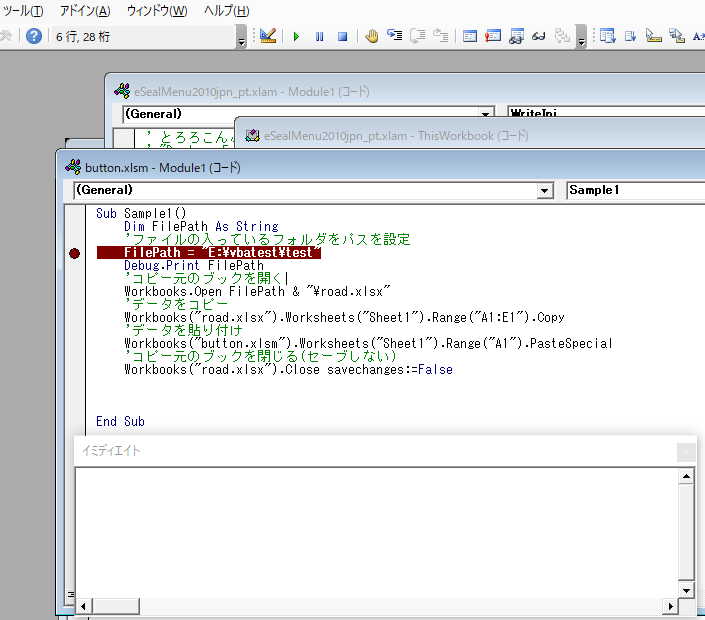 ツール(T) アドイン(A) ウィンドウ(W) ヘルプ(H)
6 行, 28 桁
eSealMenu2010jpn_pt.xlam - Module1 (コード)
(General)
WriteIni
' とろろこん
eSealMenu2010jpn_pt.xlam - ThisWorkbook (コード)
button.xlsm - Module1 (コード)
(General) Sample1
Sub Sample1()
Dim FilePath As String
'ファイルの入っているフォルダをパスを設定
FilePath = "E:\vbatest\test"
Debug.Print FilePath
'コピー元のブックを開く
Workbooks.Open FilePath & "\road.xlsx"
'データをコピー
Workbooks("road.xlsx").Worksheets("Sheet1").Range("A1:E1").Copy
'データを貼り付け
Workbooks("button.xlsm").Worksheets("Sheet1").Range("A1").PasteSpecial
'コピー元のブックを閉じる(セーブしない)
Workbooks("road.xlsx").Close savechanges:=False
End Sub
イミディエイト